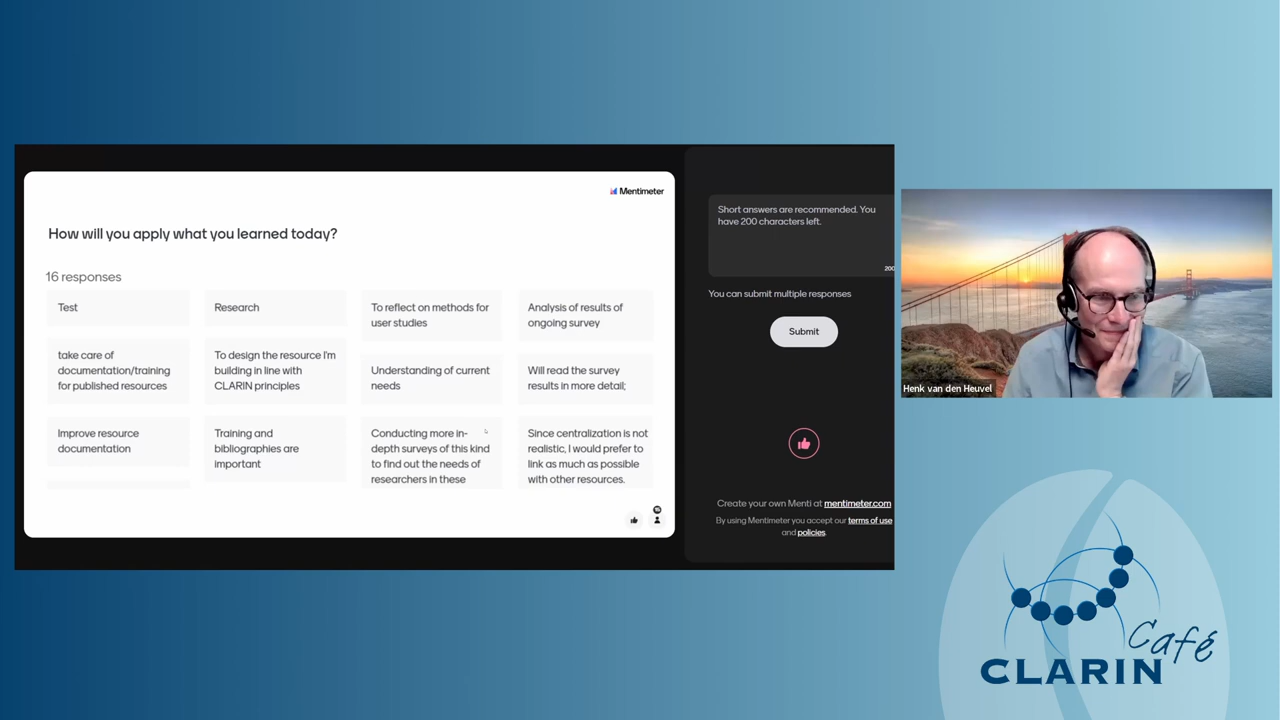 Mentimeter
How will you apply what you learned today?
16 responses
Test
Research
To reflect on methods for
user studies
Analysis of results of
ongoing survey
take care of
documentation/training
for published resources
To design the resource I'm
building in line with
CLARIN principles
Understanding of current
needs
Will read the survey
results in more detail;
Improve resource
documentation
Training and
bibliographies are
important
Conducting more in-
depth surveys of this kind
to find out the needs of
researchers in these
Since centralization is not
realistic, I would prefer to
link as much as possible
with other resources.
Short answers are recommended. You
have 200 characters left.
200
You can submit multiple responses
Submit
Create your own Menti at mentimeter.com
By using Mentimeter you accept our terms of use
and policies.
Henk van den Heuvel
Café
CLARIN